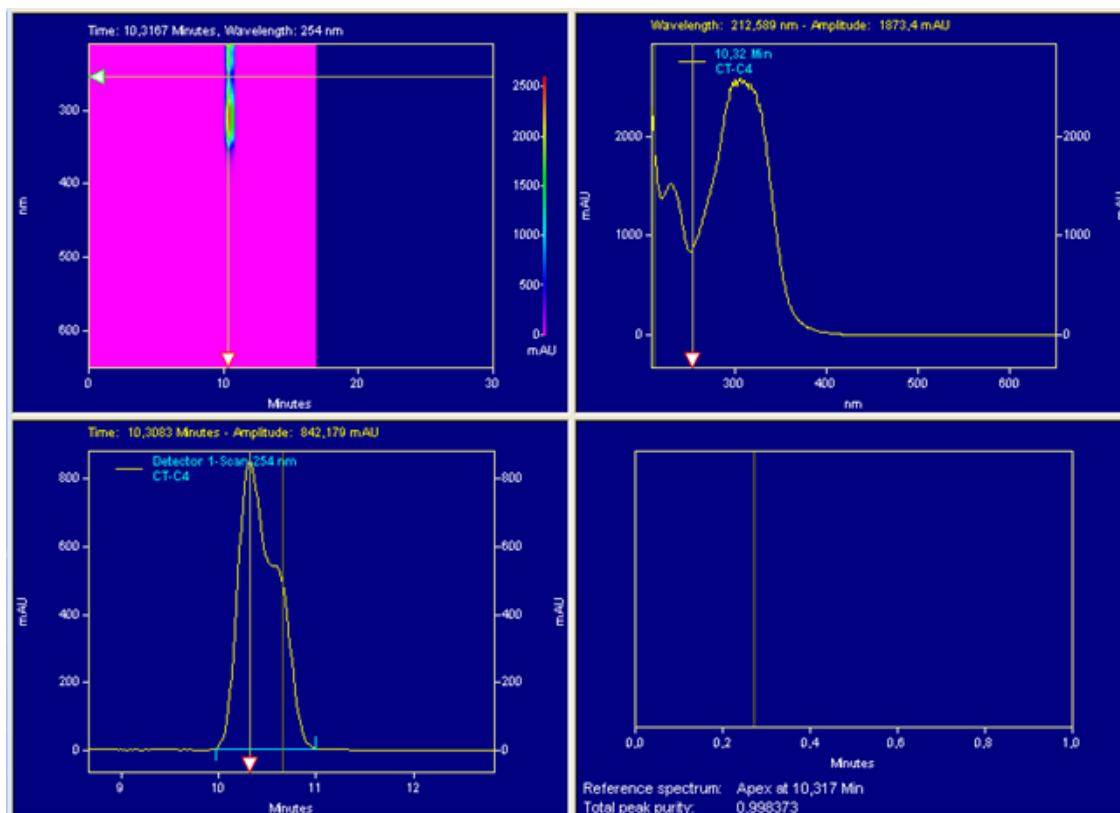 Time: 10,3167 Minutes, Wavelength: 254 nm
300
400
500
600
nm
0
10
20
30
Minutes
2500
2000
1500
1000
500
0
mAU
Wavelength: 212,589 nm - Amplitude: 1873,4 mAU
10,32 Min
CT-C4
2000
1000
0
mAU
2000
1000
0
mAU
300
400
500
600
nm
Time: 10,3083 Minutes - Amplitude: 842,179 mAU
Detector 1-Scan-254 nm
CT-C4
800
600
400
200
0
mAU
800
600
400
200
0
mAU
9
10
11
12
Minutes
0,0
0,2
0,4
0,6
0,8
1,0
Minutes
Reference spectrum: Apex at 10,317 Min
Total peak purity: 0.998373